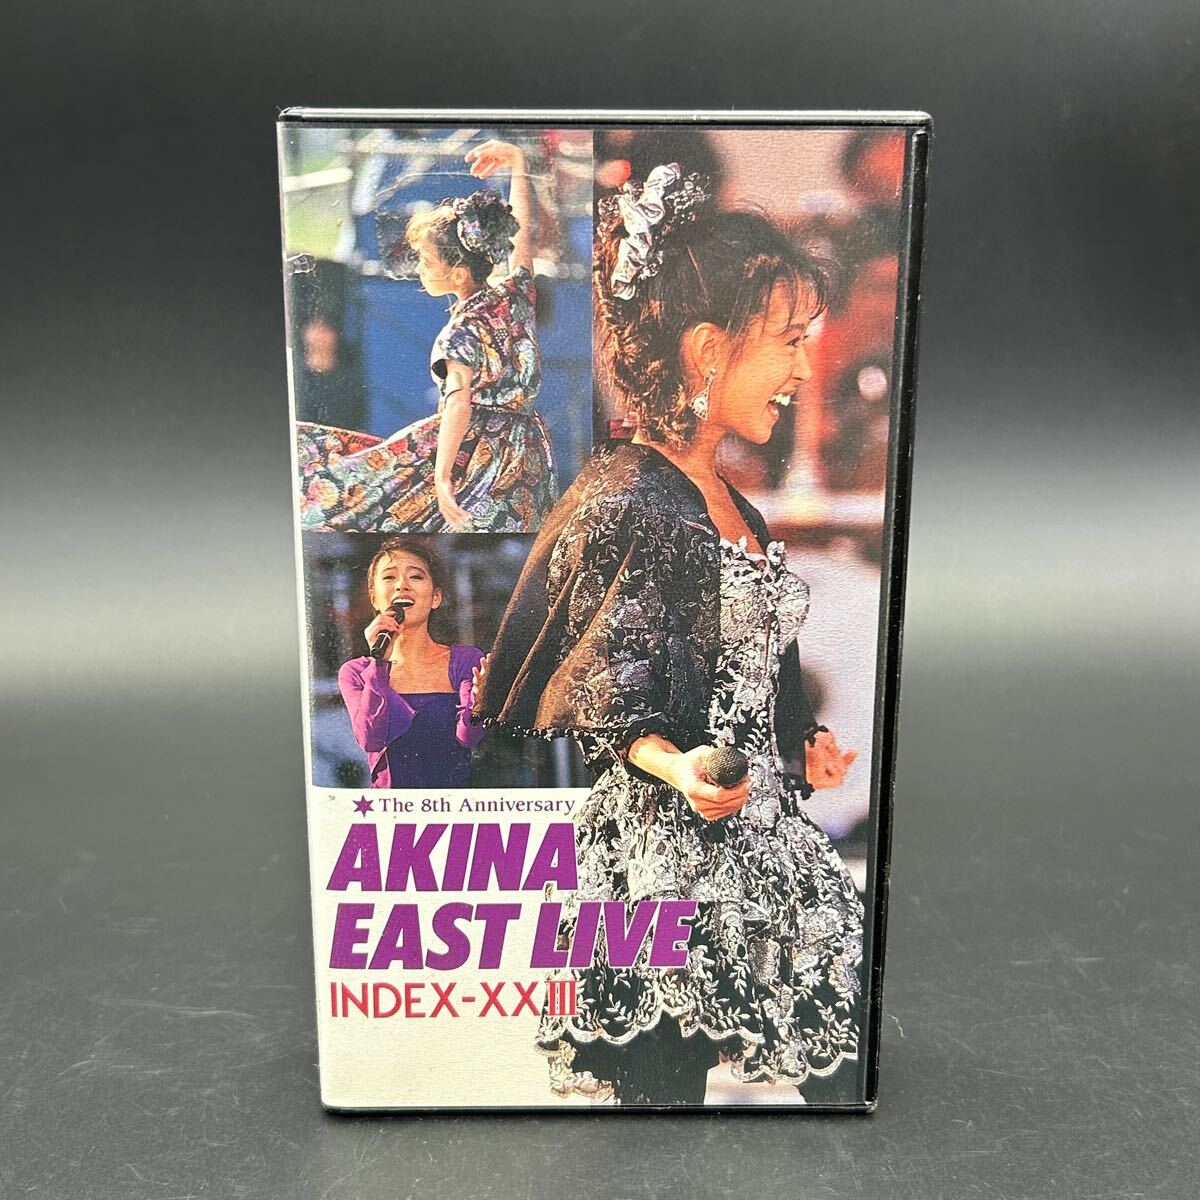 The 8th Anniversary
AKINA
EAST LIVE
INDEX-XXIII